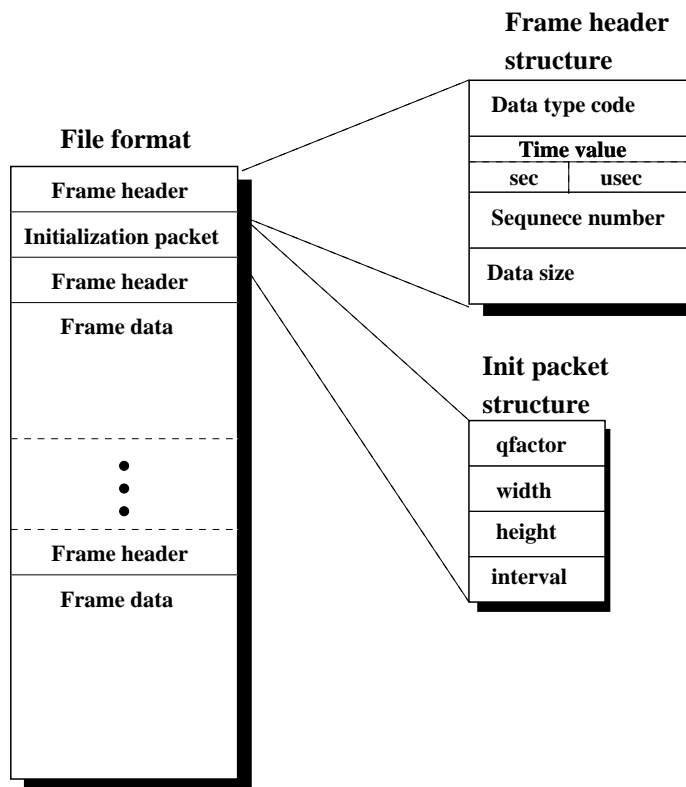 File format
Frame header
Initialization packet
Frame header
Frame data
Frame header
Frame data
Frame header
structure
Data type code
Time value
sec usec
Sequnece number
Data size
Init packet
structure
qfactor
width
height
interval